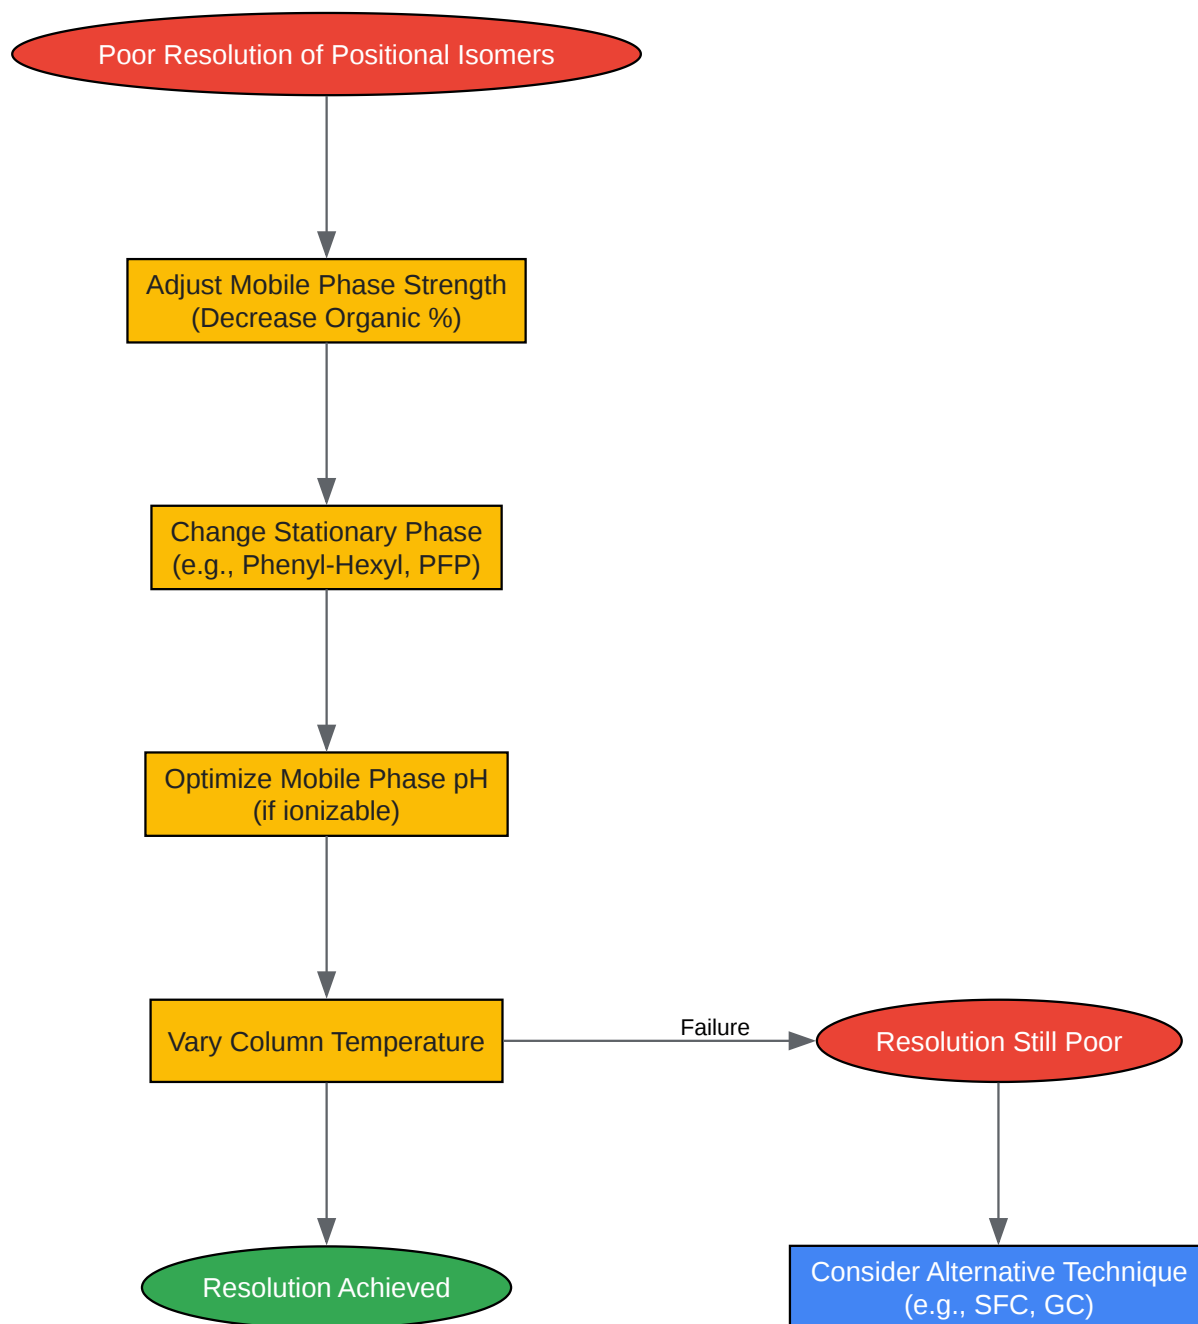 Poor Resolution of Positional Isomers
Adjust Mobile Phase Strength
(Decrease Organic %)
Change Stationary Phase
(e.g., Phenyl-Hexyl, PFP)
Optimize Mobile Phase pH
(if ionizable)
Vary Column Temperature
Failure
Resolution Still Poor
Resolution Achieved
Consider Alternative Technique
(e.g., SFC, GC)